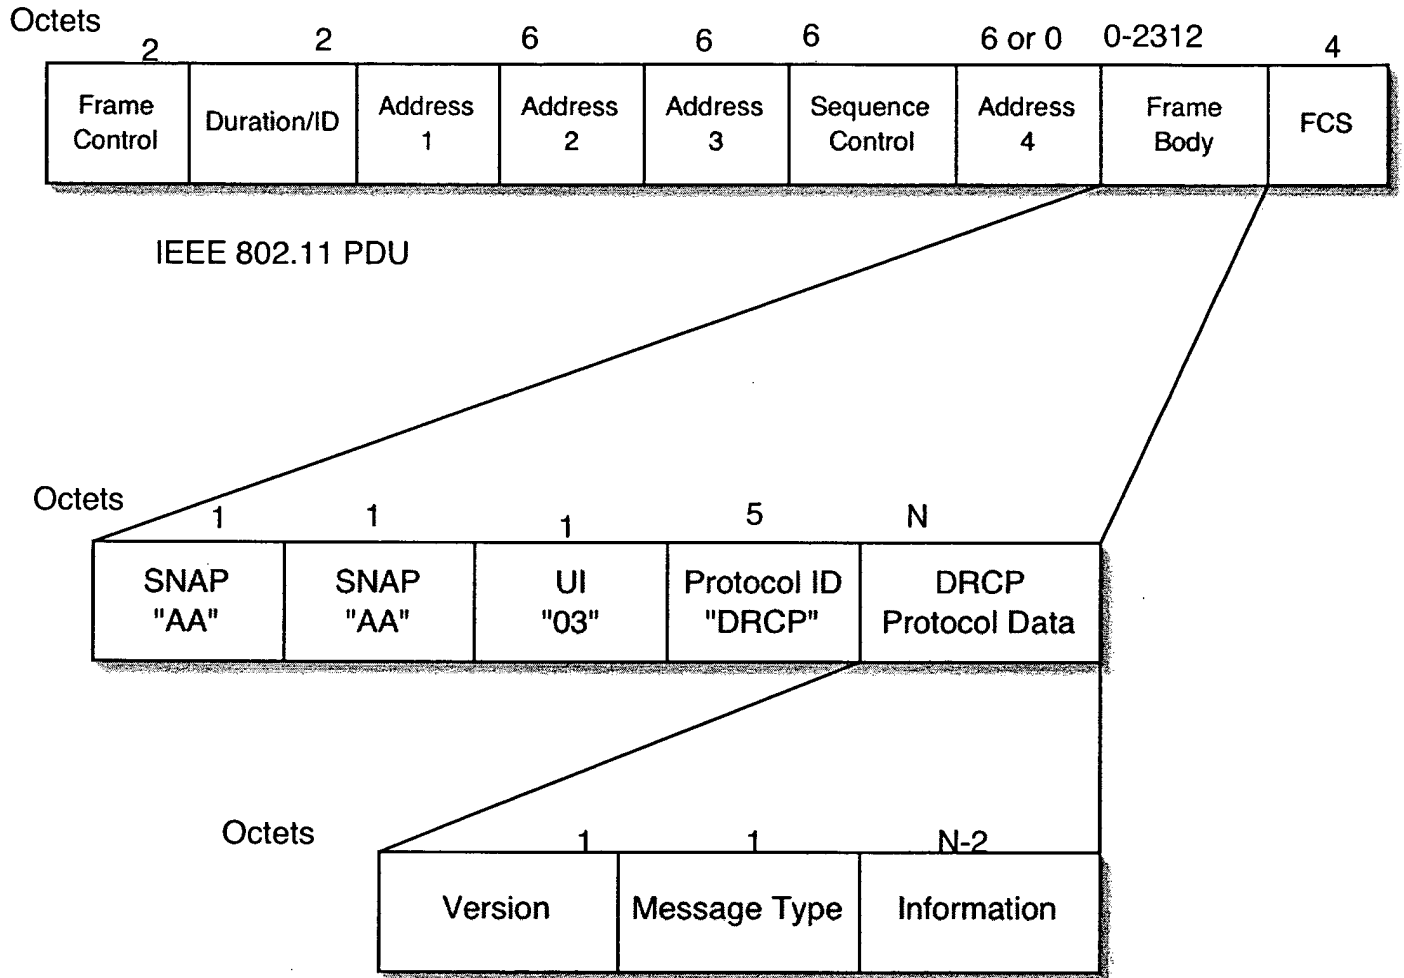 Octets
2 2 6 6 6 6 or 0 0-2312 4
Frame Control
Duration/ID
Address 1
Address 2
Address 3
Sequence Control
Address 4
Frame Body
FCS
IEEE 802.11 PDU
Octets
1 1 1 5 N
SNAP "AA"
SNAP "AA"
UI "03"
Protocol ID "DRCP"
DRCP Protocol Data
Octets
1 1 N-2
Version
Message Type
Information